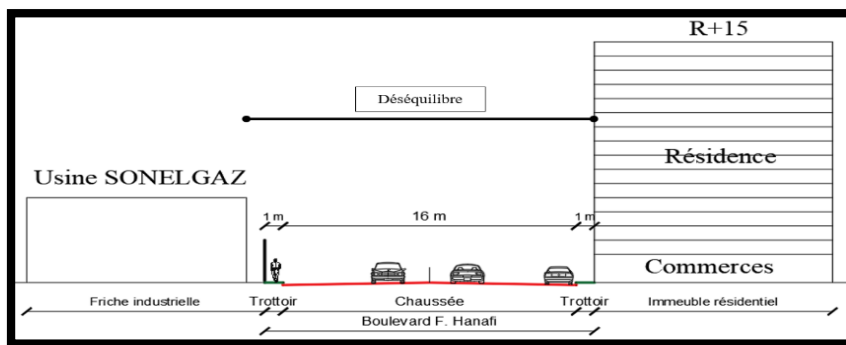 R+15
Déséquilibre
Usine SONELGAZ
Résidence
1 m
16 m
1 m
Commerces
Friche industrielle
Trottoir
Chaussée
Trottoir
Immeuble résidentiel
Boulevard F. Hanafi